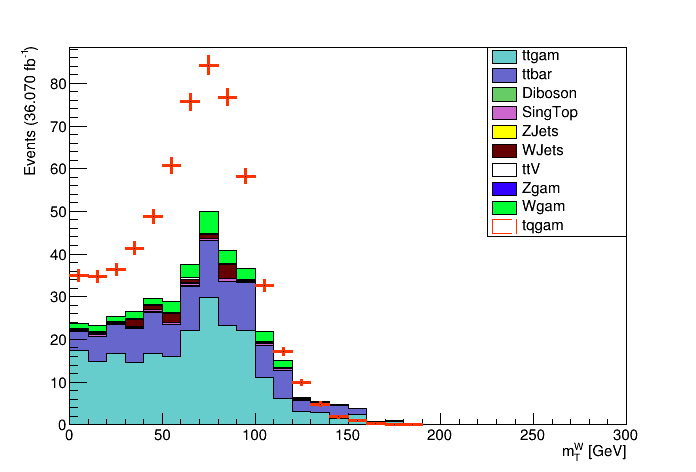 Events (36.070 fb⁻¹)
80
70
60
50
40
30
20
10
0
0 50 100 150 200 250 300
m_T^W [GeV]
ttgam
ttbar
Diboson
SingTop
ZJets
WJets
ttV
Zgam
Wgam
tqgam